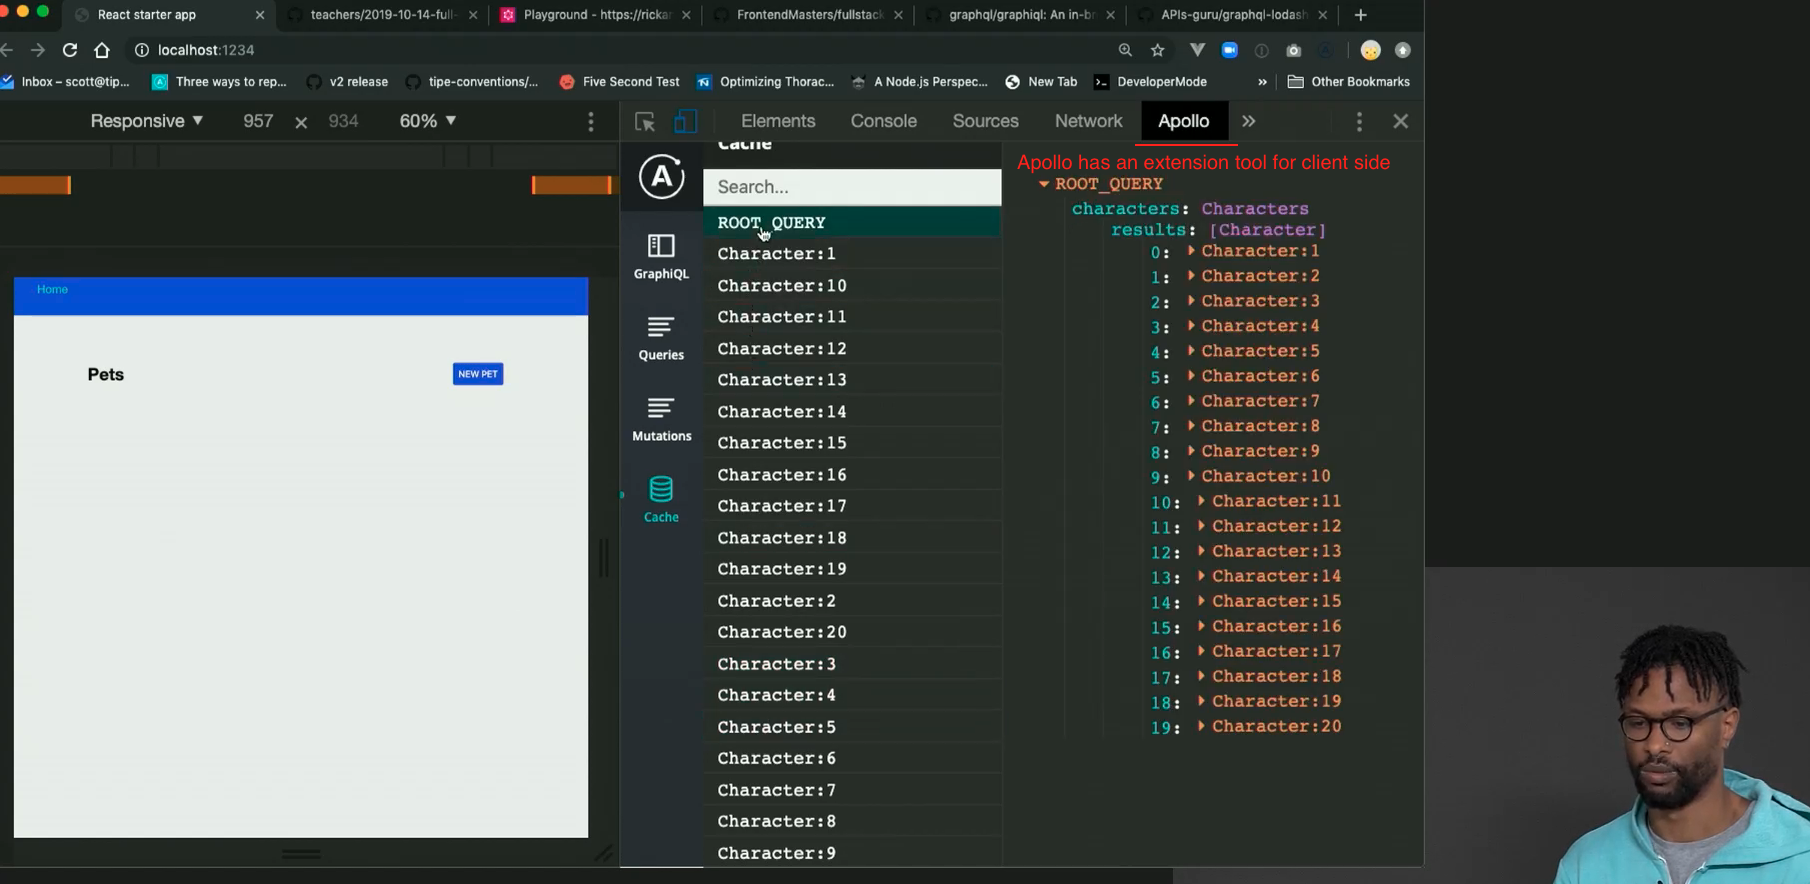 React starter app
teachers/2019-10-14-full-
Playground - https://rickar
FrontendMasters/fullstack
graphql/graphiql: An in-br
APIs-guru/graphql-lodash
localhost:1234
Inbox – scott@tip...
Three ways to rep...
v2 release
tipe-conventions/...
Five Second Test
Optimizing Thorac...
A Node.js Perspec...
New Tab
DeveloperMode
»
Other Bookmarks
Responsive ▼ 957 × 934 60% ▼
Elements Console Sources Network Apollo »
Apollo has an extension tool for client side
Home
Pets
NEW PET
A
GraphiQL
Queries
Mutations
Cache
Cache
Search...
ROOT_QUERY
Character:1
Character:10
Character:11
Character:12
Character:13
Character:14
Character:15
Character:16
Character:17
Character:18
Character:19
Character:2
Character:20
Character:3
Character:4
Character:5
Character:6
Character:7
Character:8
Character:9
ROOT_QUERY
characters: Characters
results: [Character]
0: Character:1
1: Character:2
2: Character:3
3: Character:4
4: Character:5
5: Character:6
6: Character:7
7: Character:8
8: Character:9
9: Character:10
10: Character:11
11: Character:12
12: Character:13
13: Character:14
14: Character:15
15: Character:16
16: Character:17
17: Character:18
18: Character:19
19: Character:20